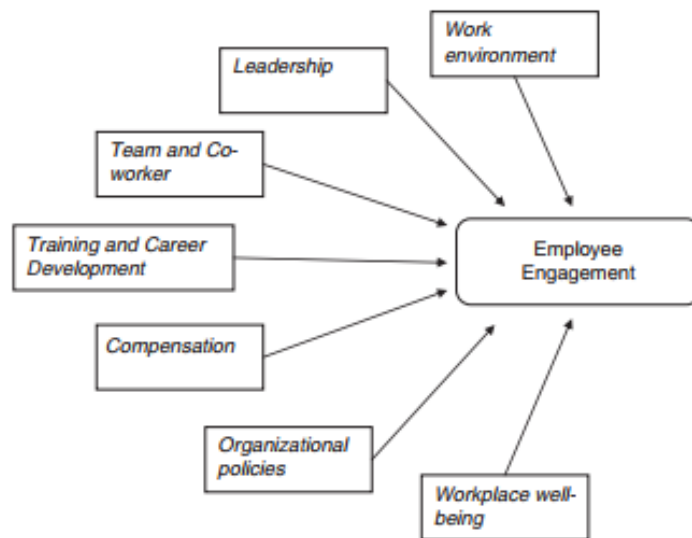 Work
environment
Leadership
Team and Co-
worker
Training and Career
Development
Employee
Engagement
Compensation
Organizational
policies
Workplace well-
being